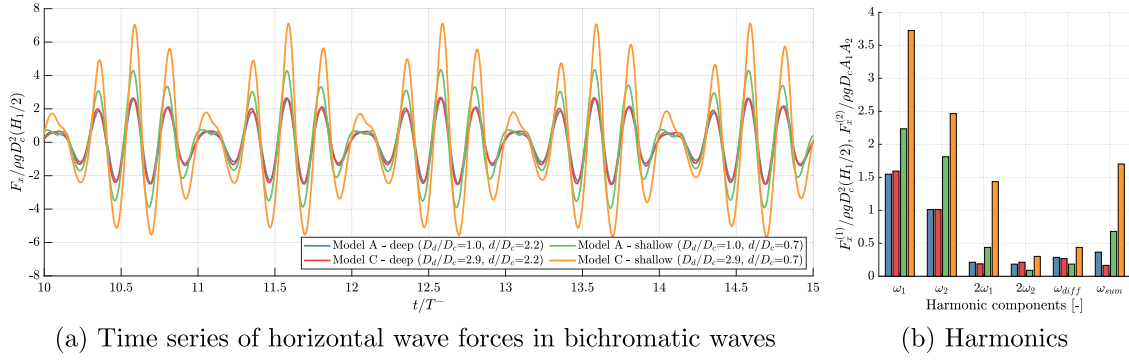 8
6
4
2
0
-2
-4
-6
-8
F_x/ρgD_c^2(H_1/2)
10
10.5
11
11.5
12
12.5
13
13.5
14
14.5
15
t/T^-
Model A - deep (D_d/D_c=1.0, d/D_c=2.2)
Model C - deep (D_d/D_c=2.9, d/D_c=2.2)
Model A - shallow (D_d/D_c=1.0, d/D_c=0.7)
Model C - shallow (D_d/D_c=2.9, d/D_c=0.7)
(a) Time series of horizontal wave forces in bichromatic waves
4
3.5
3
2.5
2
1.5
1
0.5
0
F_x^(1)/ρgD_c^2(H_1/2), F_x^(2)/ρgD_cA_1A_2
ω_1
ω_2
2ω_1
2ω_2
ω_diff
ω_sum
Harmonic components [-]
(b) Harmonics